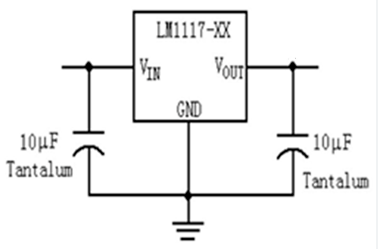 LM1117-XX
VIN
VOUT
GND
10μF
Tantalum
10μF
Tantalum